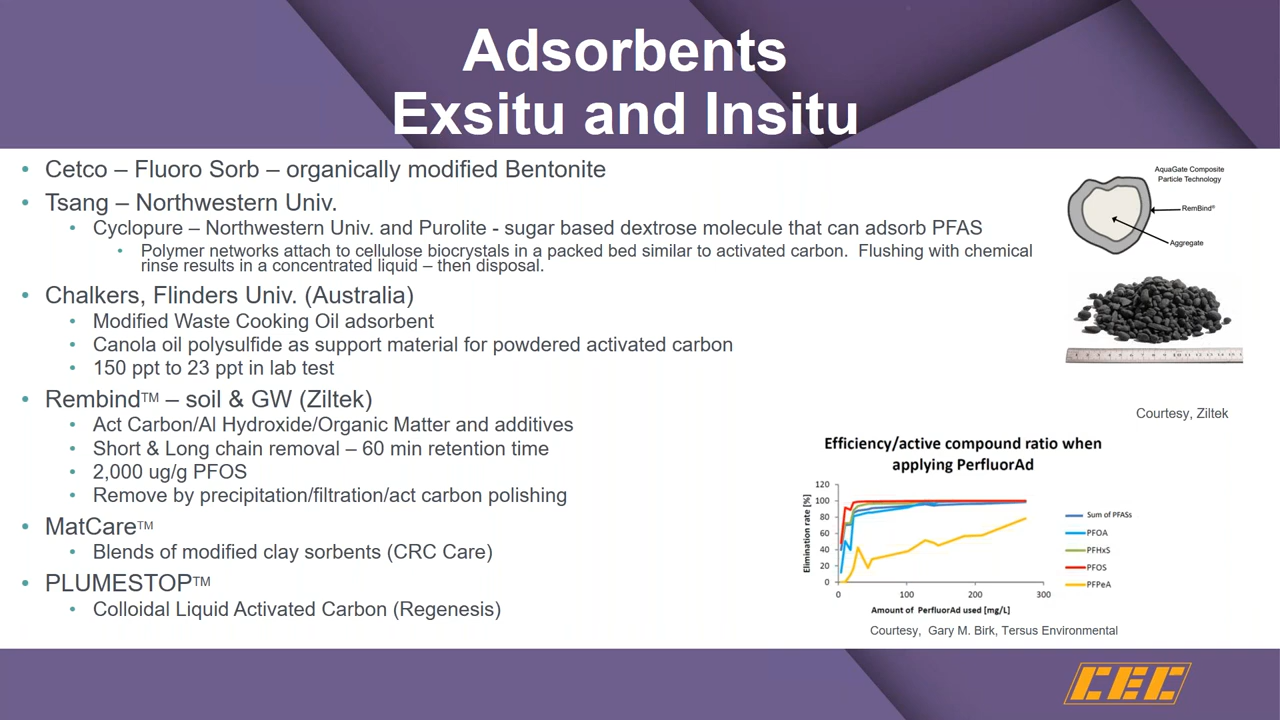 Adsorbents
Exsitu and Insitu
• Cetco – Fluoro Sorb – organically modified Bentonite
• Tsang – Northwestern Univ.
• Cyclopure – Northwestern Univ. and Purolite - sugar based dextrose molecule that can adsorb PFAS
• Polymer networks attach to cellulose biocrystals in a packed bed similar to activated carbon. Flushing with chemical
rinse results in a concentrated liquid – then disposal.
• Chalkers, Flinders Univ. (Australia)
• Modified Waste Cooking Oil adsorbent
• Canola oil polysulfide as support material for powdered activated carbon
• 150 ppt to 23 ppt in lab test
• Rembind™ – soil & GW (Ziltek)
• Act Carbon/Al Hydroxide/Organic Matter and additives
• Short & Long chain removal – 60 min retention time
• 2,000 ug/g PFOS
• Remove by precipitation/filtration/act carbon polishing
• MatCare™
• Blends of modified clay sorbents (CRC Care)
• PLUMESTOP™
• Colloidal Liquid Activated Carbon (Regenesis)
AquaGate Composite
Particle Technology
RemBind®
Aggregate
Courtesy, Ziltek
Efficiency/active compound ratio when
applying PerfluorAd
Elimination rate [%]
120
100
80
60
40
20
0
0 100 200 300
Amount of PerfluorAd used [mg/L]
Sum of PFASs
PFOA
PFHxS
PFOS
PFPeA
Courtesy, Gary M. Birk, Tersus Environmental
CEC